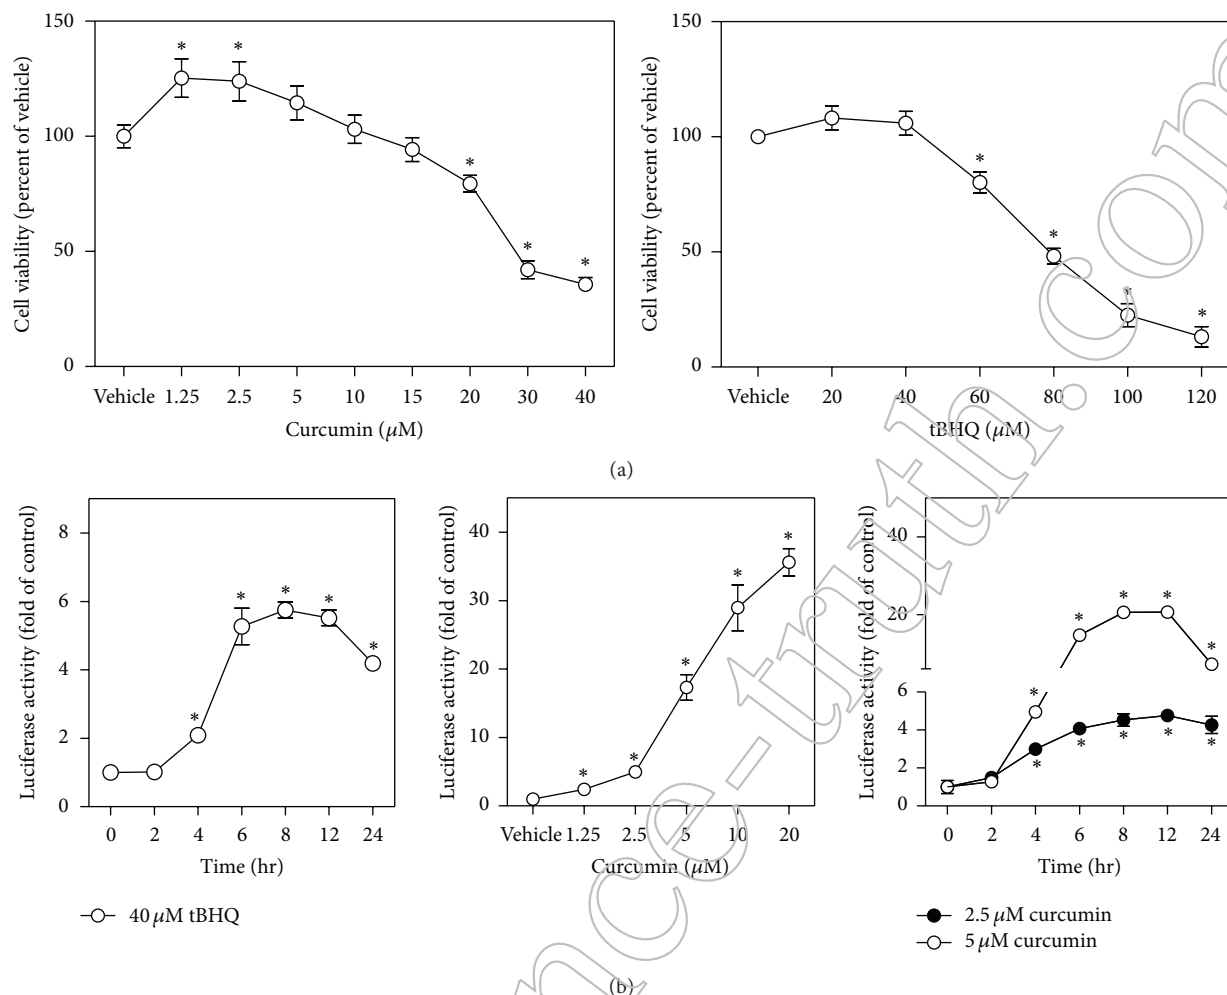 150
100
50
0
Cell viability (percent of vehicle)
* * * * *
Vehicle 1.25 2.5 5 10 15 20 30 40
Curcumin (μM)
150
100
50
0
Cell viability (percent of vehicle)
* * * *
Vehicle 20 40 60 80 100 120
tBHQ (μM)
(a)
8
6
4
2
0
Luciferase activity (fold of control)
* * * * *
0 2 4 6 8 12 24
Time (hr)
40 μM tBHQ
40
30
20
10
0
Luciferase activity (fold of control)
* * * * *
Vehicle 1.25 2.5 5 10 20
Curcumin (μM)
40
20
6
4
2
0
Luciferase activity (fold of control)
* * * * *
* * * * *
0 2 4 6 8 12 24
Time (hr)
2.5 μM curcumin
5 μM curcumin
(b)
nce-truth.com